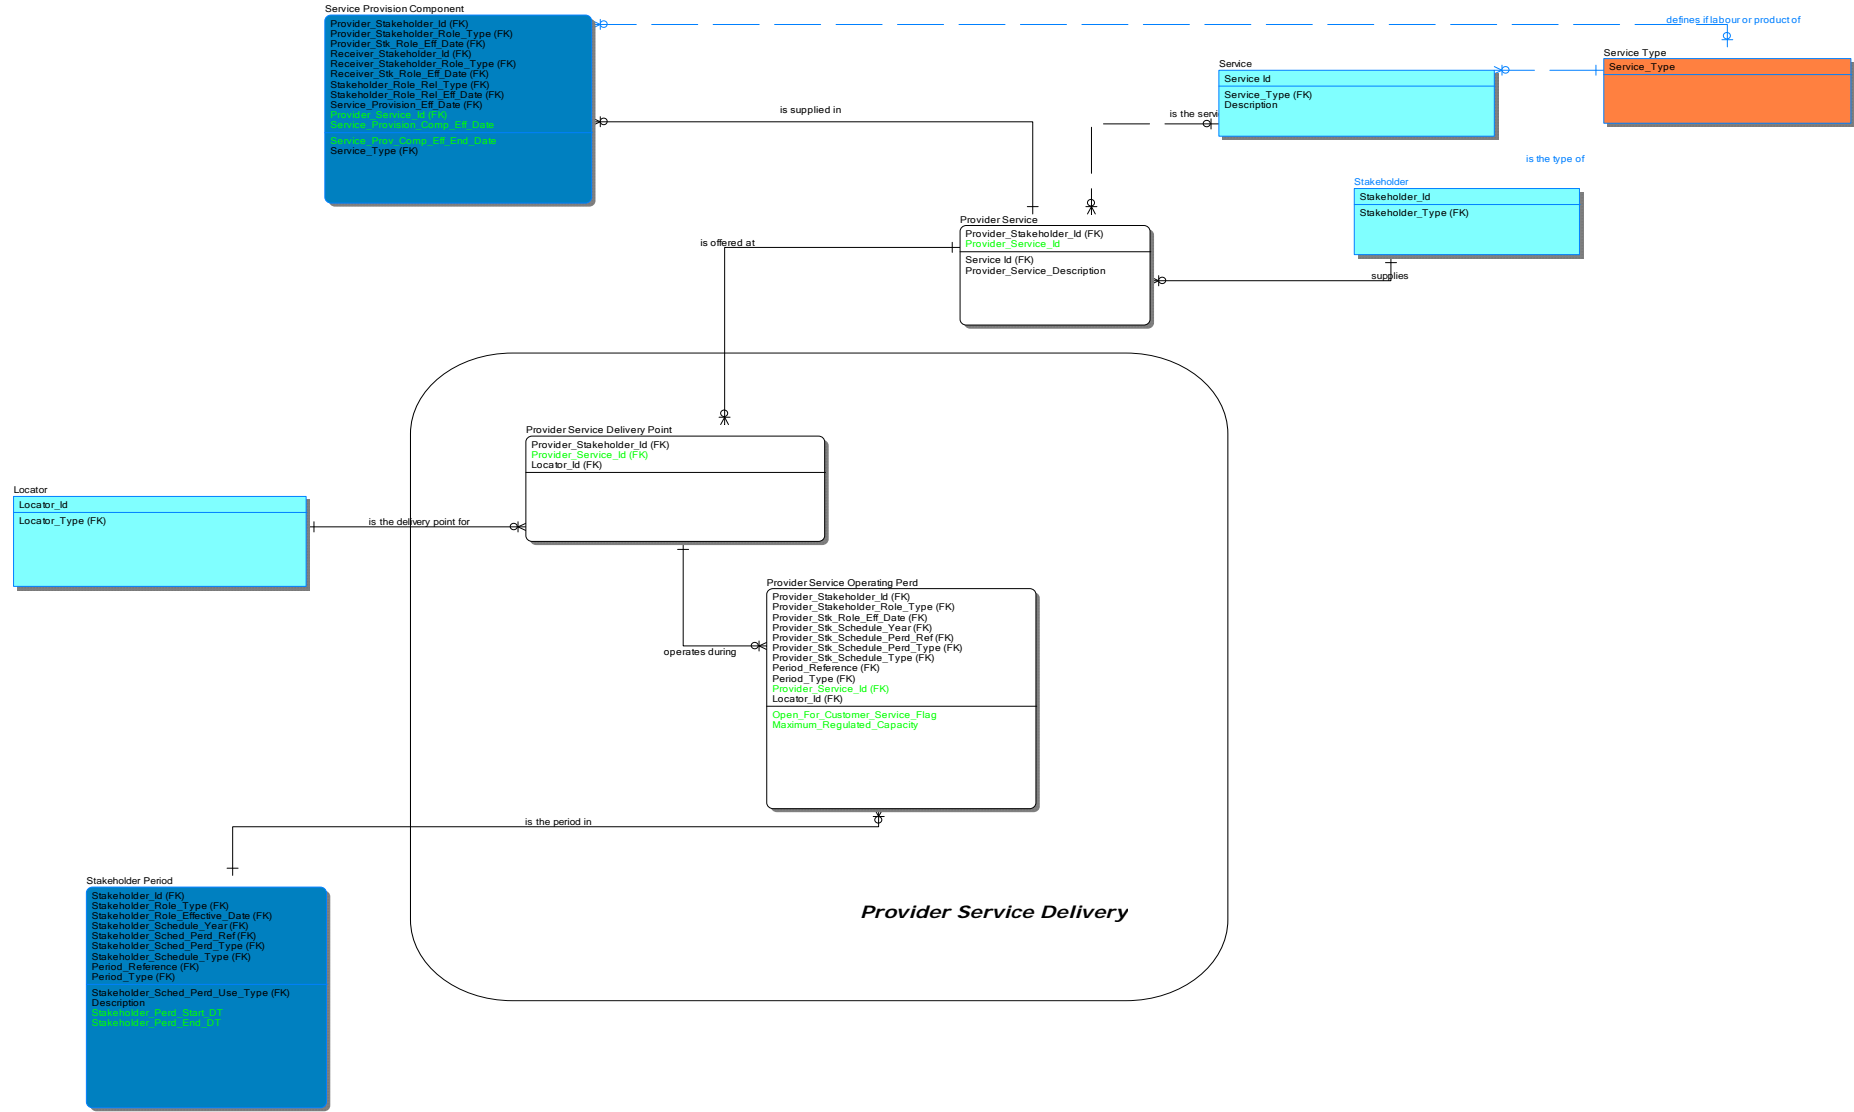 Service Provision Component
Provider_Stakeholder_Id (FK)
Provider_Stakeholder_Role_Type (FK)
Provider_Stk_Role_Eff_Date (FK)
Receiver_Stakeholder_Id (FK)
Receiver_Stakeholder_Role_Type (FK)
Receiver_Stk_Role_Eff_Date (FK)
Stakeholder_Role_Rel_Type (FK)
Stakeholder_Role_Rel_Eff_Date (FK)
Service_Provision_Eff_Date (FK)
Provider_Service_Id (FK)
Service_Provision_Comp_Eff_Date
Service_Prov_Comp_Eff_End_Date
Service_Type (FK)
defines if labour or product of
Service Type
Service_Type
Service
Service Id
Service_Type (FK)
Description
is supplied in
is the servi
is the type of
Stakeholder
Stakeholder_Id
Stakeholder_Type (FK)
Provider Service
Provider_Stakeholder_Id (FK)
Provider_Service_Id
Service Id (FK)
Provider_Service_Description
is offered at
supplies
Provider Service Delivery Point
Provider_Stakeholder_Id (FK)
Provider_Service_Id (FK)
Locator_Id (FK)
Locator
Locator_Id
Locator_Type (FK)
is the delivery point for
Provider Service Operating Perd
Provider_Stakeholder_Id (FK)
Provider_Stakeholder_Role_Type (FK)
Provider_Stk_Role_Eff_Date (FK)
Provider_Stk_Schedule_Year (FK)
Provider_Stk_Schedule_Perd_Ref (FK)
Provider_Stk_Schedule_Perd_Type (FK)
Provider_Stk_Schedule_Type (FK)
Period_Reference (FK)
Period_Type (FK)
Provider_Service_Id (FK)
Locator_Id (FK)
Open_For_Customer_Service_Flag
Maximum_Regulated_Capacity
operates during
is the period in
Stakeholder Period
Stakeholder_Id (FK)
Stakeholder_Role_Type (FK)
Stakeholder_Role_Effective_Date (FK)
Stakeholder_Schedule_Year (FK)
Stakeholder_Sched_Perd_Ref (FK)
Stakeholder_Sched_Perd_Type (FK)
Stakeholder_Schedule_Type (FK)
Period_Reference (FK)
Period_Type (FK)
Stakeholder_Sched_Perd_Use_Type (FK)
Description
Stakeholder_Perd_Start_DT
Stakeholder_Perd_End_DT
Provider Service Delivery